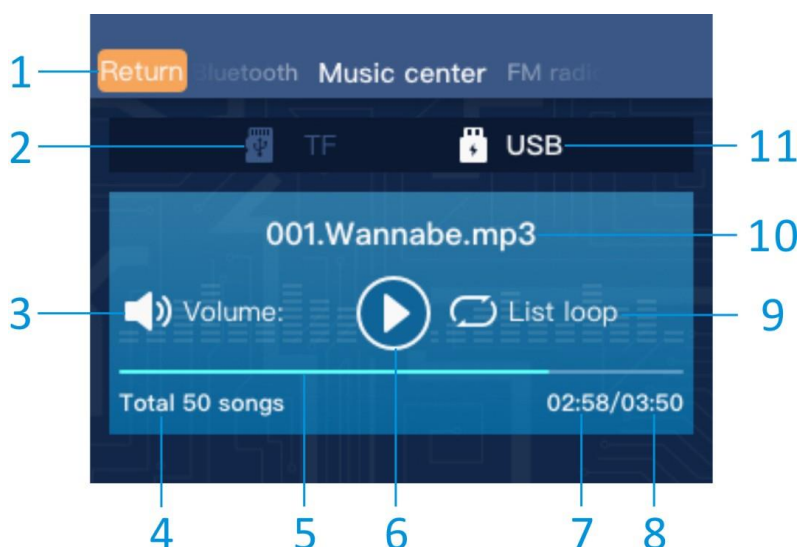 Return Bluetooth Music center FM radio
1
TF USB
2
11
001.Wannabe.mp3
10
Volume: List loop
3
9
Total 50 songs 02:58/03:50
4 5 6 7 8